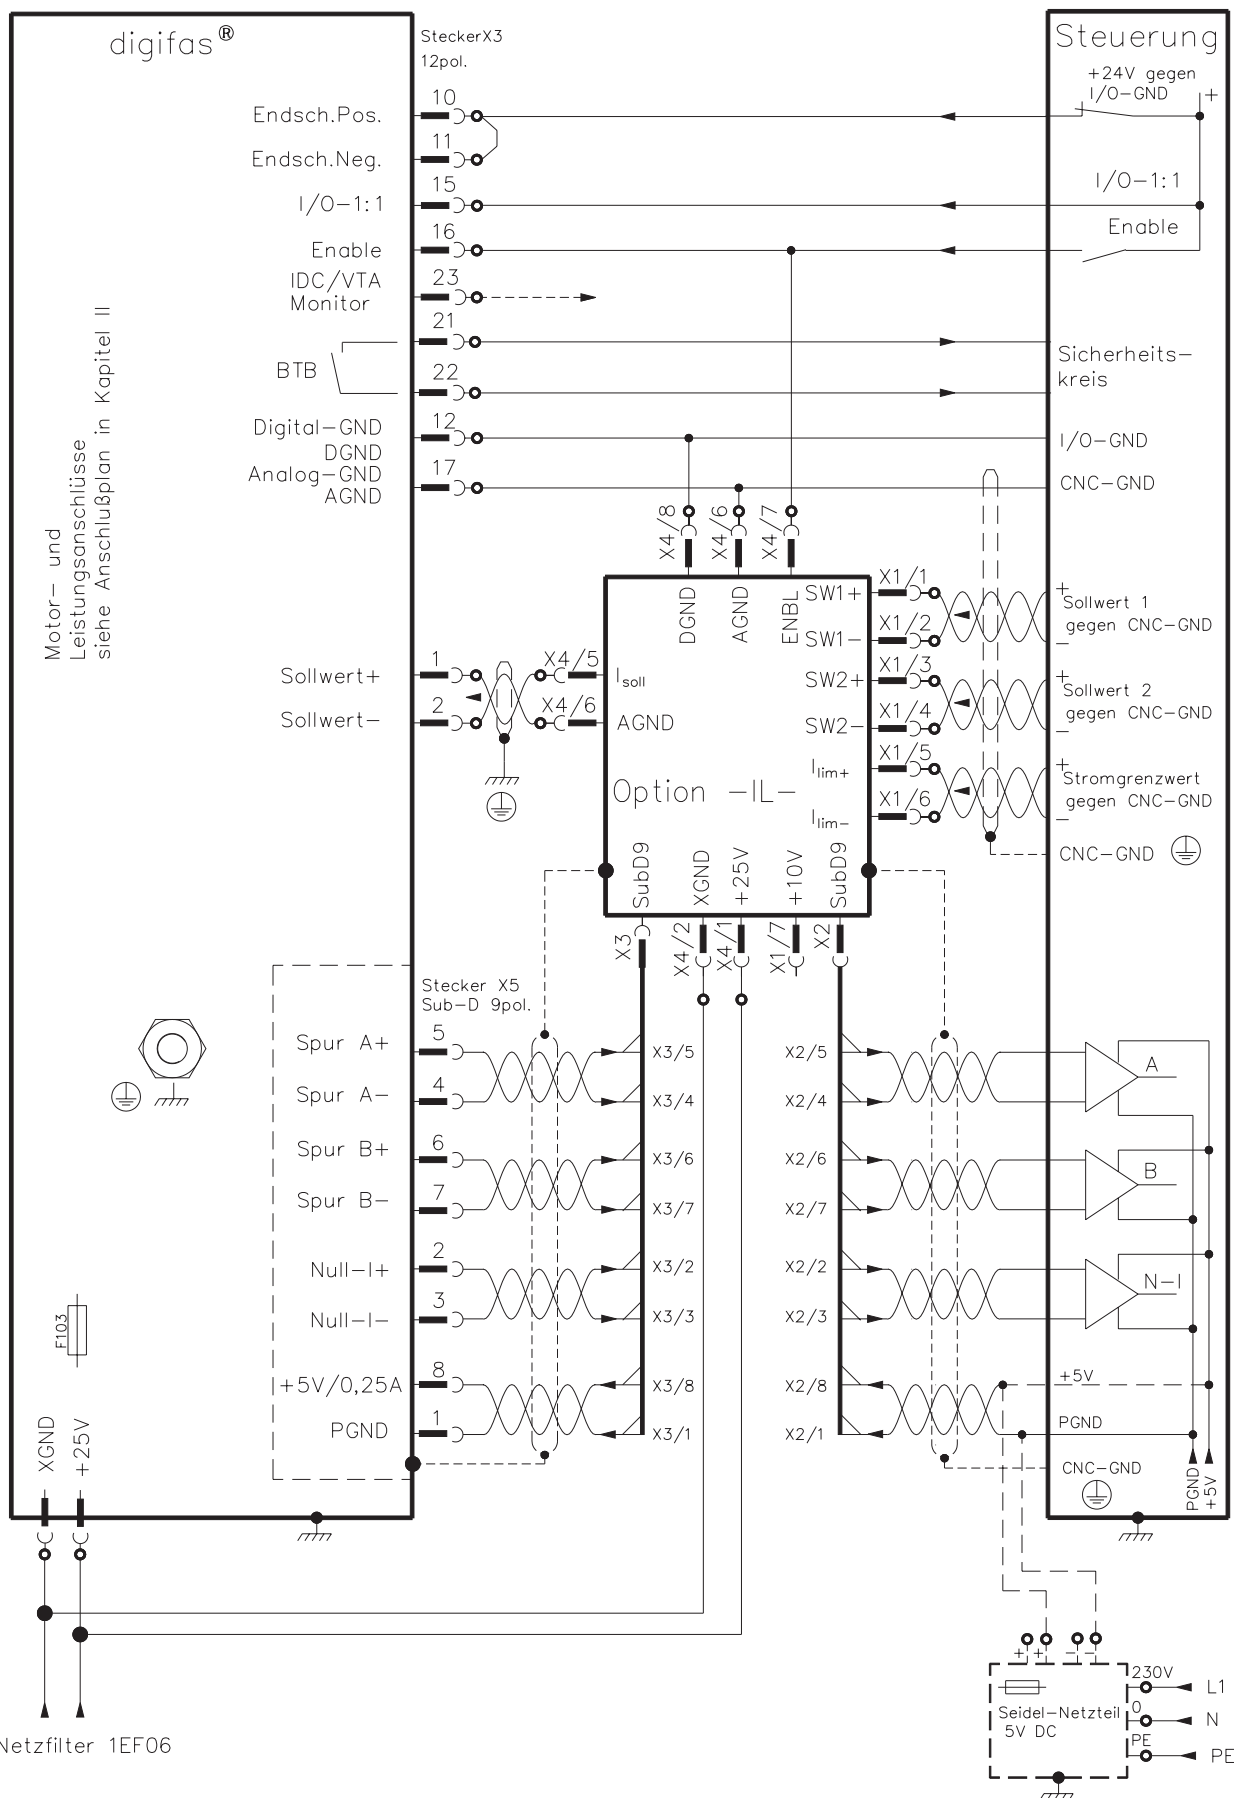 digifas®
SteckerX3
12pol.
Steuerung
+24V gegen
I/O-GND
+
Endsch.Pos.
10
Endsch.Neg.
11
I/O-1:1
15
I/O-1:1
Enable
16
Enable
IDC/VTA
Monitor
23
BTB
21
22
Sicherheits-
kreis
Digital-GND
DGND
12
I/O-GND
Analog-GND
AGND
17
CNC-GND
Motor- und
Leistungsanschlüsse
siehe Anschlußplan in Kapitel II
X4/8
X4/6
X4/7
DGND
AGND
ENBL
SW1+
X1/1
SW1-
X1/2
+
Sollwert 1
gegen CNC-GND
-
SW2+
X1/3
SW2-
X1/4
+
Sollwert 2
gegen CNC-GND
-
Ilim+
X1/5
Ilim-
X1/6
+
Stromgrenzwert
gegen CNC-GND
-
CNC-GND
Sollwert+
1
X4/5
Isoll
Sollwert-
2
X4/6
AGND
Option -IL-
SubD9
XGND
+25V
+10V
SubD9
X3
X4/2
X4/1
X1/7
X2
Stecker X5
Sub-D 9pol.
Spur A+
5
X3/5
X2/5
A
Spur A-
4
X3/4
X2/4
Spur B+
6
X3/6
X2/6
B
Spur B-
7
X3/7
X2/7
Null-I+
2
X3/2
X2/2
N-I
Null-I-
3
X3/3
X2/3
F103
+5V/0,25A
8
X3/8
X2/8
+5V
PGND
1
X3/1
X2/1
PGND
CNC-GND
PGND
+5V
XGND
+25V
Netzfilter 1EF06
+
+
-
-
Seidel-Netzteil
5V DC
230V
L1
0
N
PE
PE